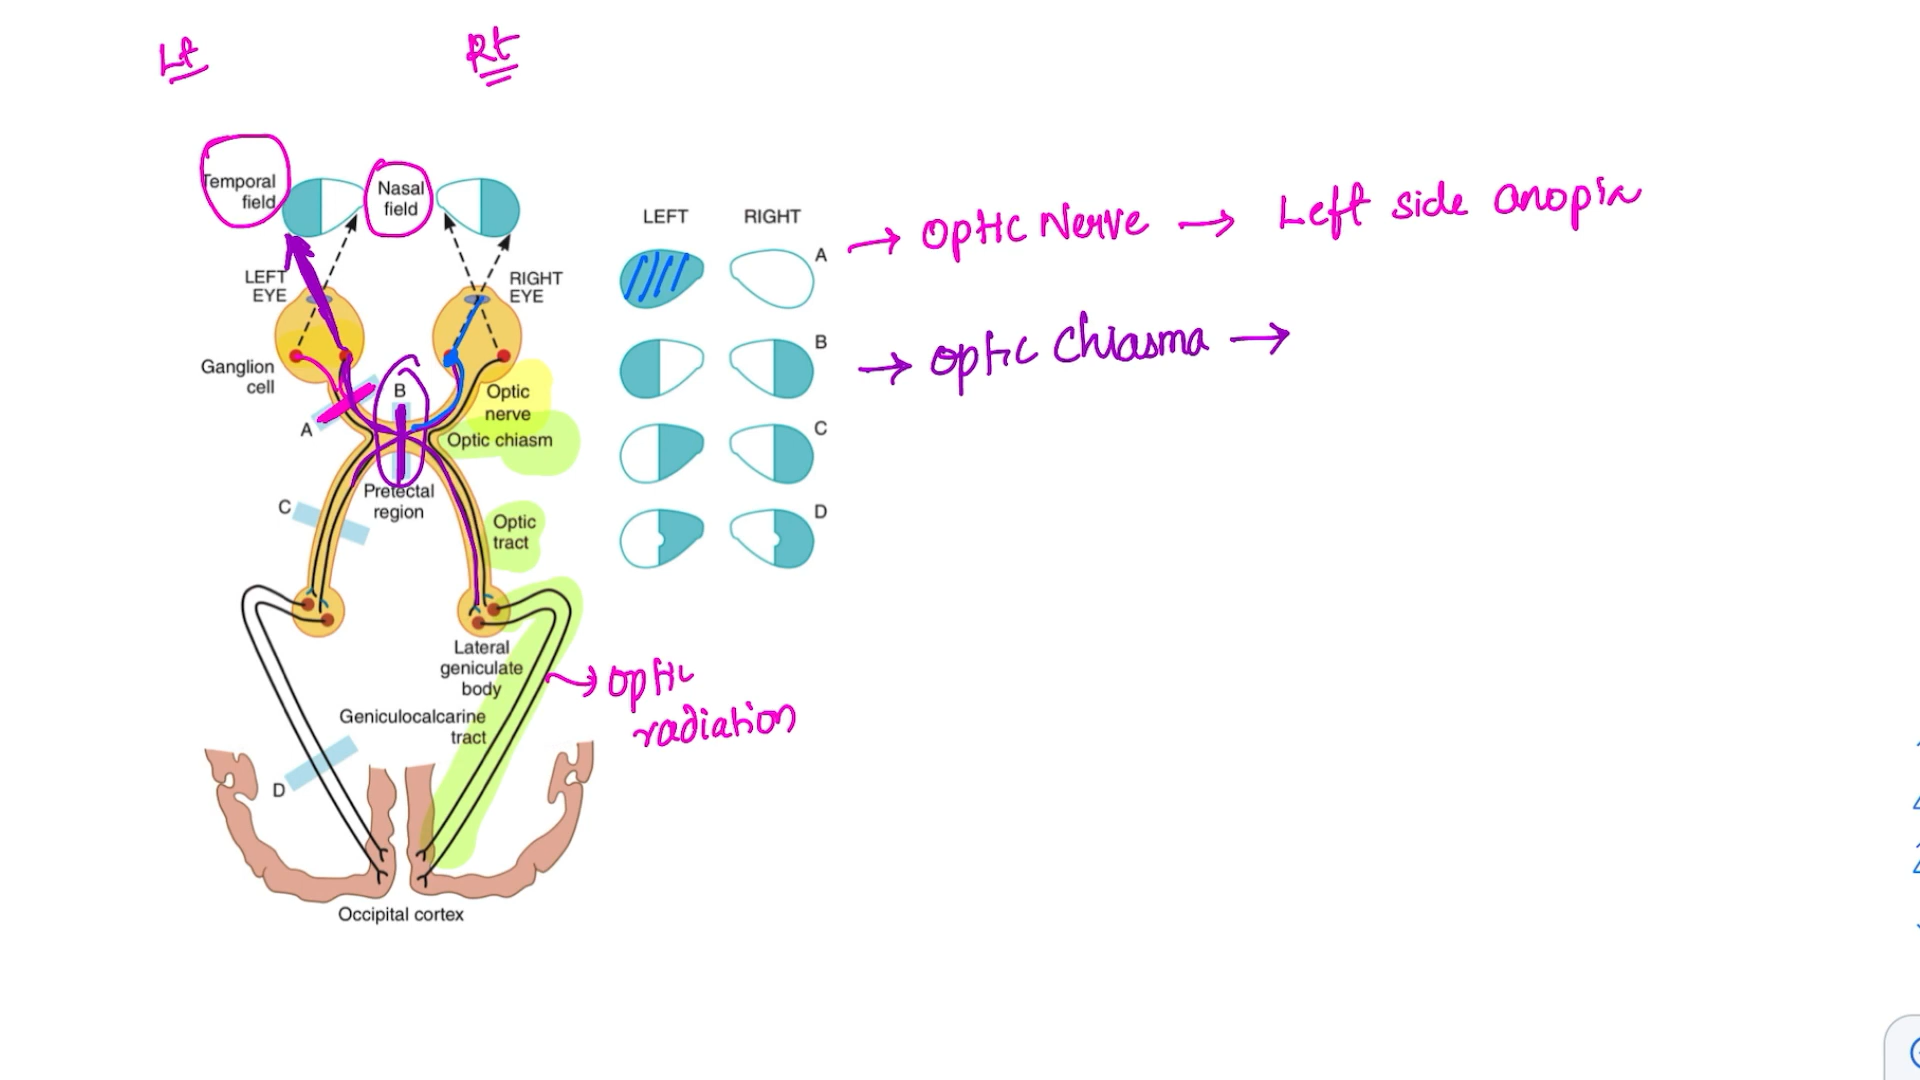 Lt
Rt
Temporal
field
Nasal
field
LEFT
EYE
RIGHT
EYE
Ganglion
cell
A
B
Optic
nerve
Optic chiasm
C
Pretectal
region
Optic
tract
Lateral
geniculate
body
Geniculocalcarine
tract
D
Occipital cortex
optic
radiation
LEFT RIGHT
A
B
C
D
→ Optic Nerve → Left side anopia
→ optic Chiasma →